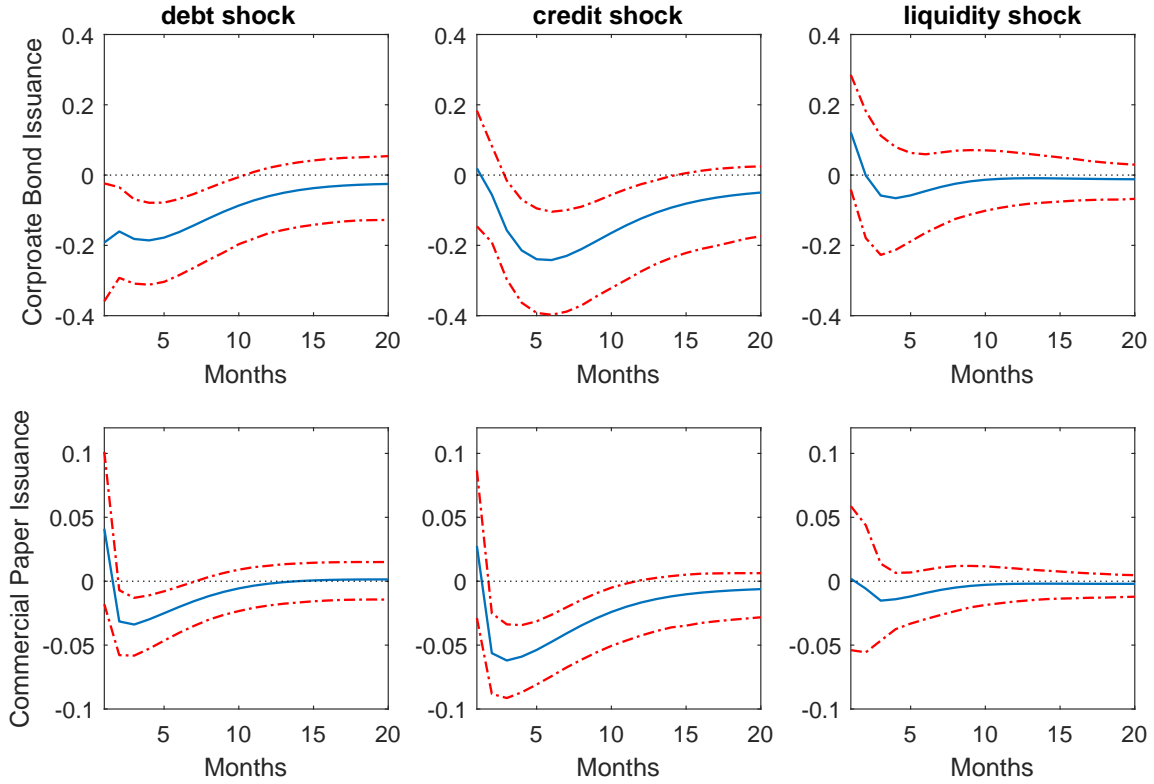 debt shock
credit shock
liquidity shock
Corproate Bond Issuance
0.4
0.2
0
-0.2
-0.4
5 10 15 20
Months
0.4
0.2
0
-0.2
-0.4
5 10 15 20
Months
0.4
0.2
0
-0.2
-0.4
5 10 15 20
Months
Commercial Paper Issuance
0.1
0.05
0
-0.05
-0.1
5 10 15 20
Months
0.1
0.05
0
-0.05
-0.1
5 10 15 20
Months
0.1
0.05
0
-0.05
-0.1
5 10 15 20
Months